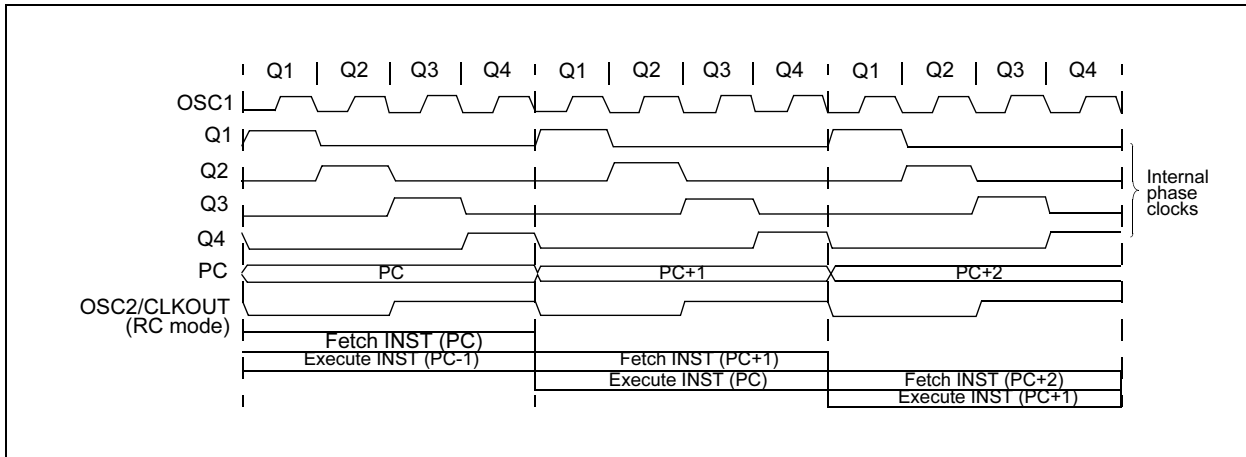 Q1 Q2 Q3 Q4 Q1 Q2 Q3 Q4 Q1 Q2 Q3 Q4
OSC1
Q1
Q2
Q3
Q4
Internal
phase
clocks
PC PC PC+1 PC+2
OSC2/CLKOUT
(RC mode)
Fetch INST (PC)
Execute INST (PC-1) Fetch INST (PC+1)
Execute INST (PC) Fetch INST (PC+2)
Execute INST (PC+1)